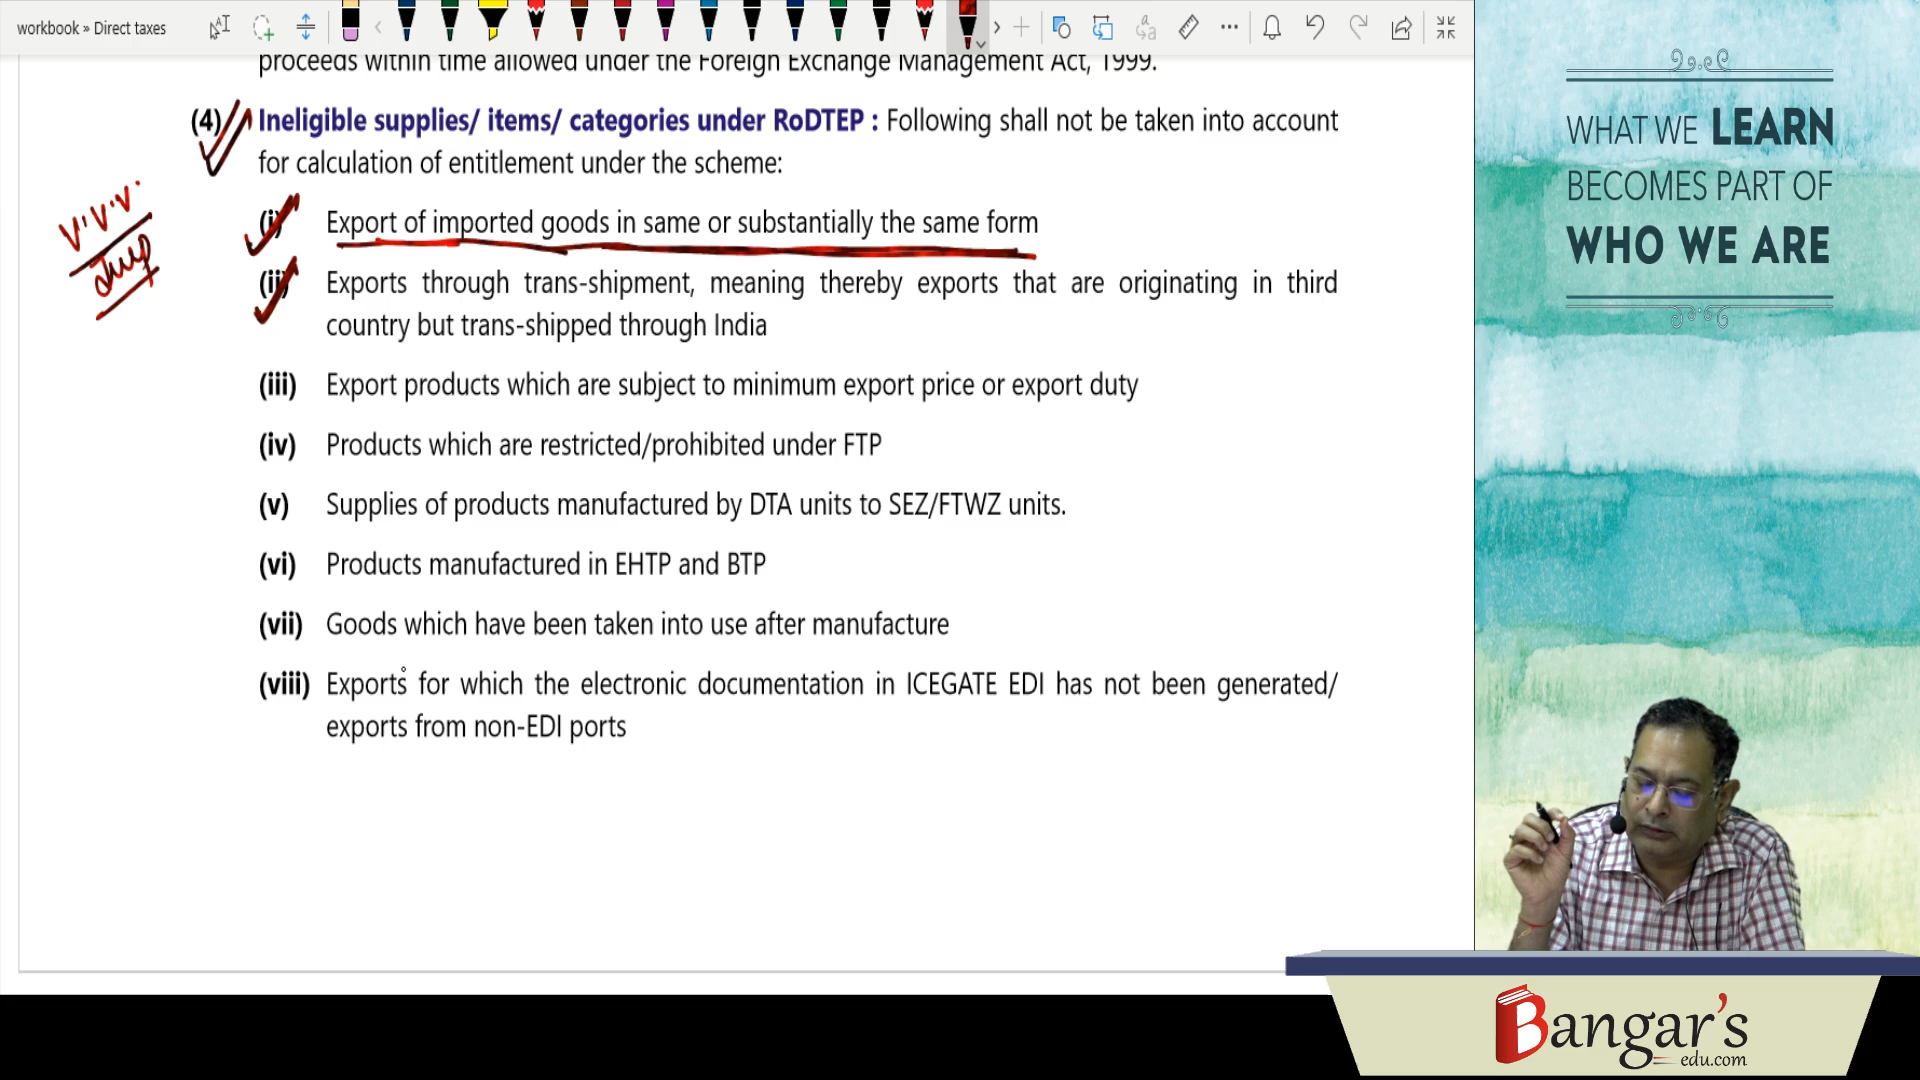 workbook » Direct taxes
proceeds within time allowed under the Foreign Exchange Management Act, 1999.
(4) Ineligible supplies/ items/ categories under RoDTEP : Following shall not be taken into account
for calculation of entitlement under the scheme:
(i) Export of imported goods in same or substantially the same form
(ii) Exports through trans-shipment, meaning thereby exports that are originating in third
country but trans-shipped through India
(iii) Export products which are subject to minimum export price or export duty
(iv) Products which are restricted/prohibited under FTP
(v) Supplies of products manufactured by DTA units to SEZ/FTWZ units.
(vi) Products manufactured in EHTP and BTP
(vii) Goods which have been taken into use after manufacture
(viii) Exports for which the electronic documentation in ICEGATE EDI has not been generated/
exports from non-EDI ports
V.V.V.
Imp
WHAT WE LEARN
BECOMES PART OF
WHO WE ARE
Bangar's
edu.com